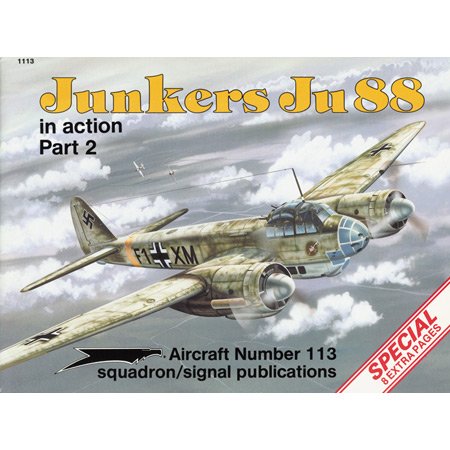 1113
Junkers Ju 88
in action
Part 2
F1 XM
Aircraft Number 113
squadron/signal publications
SPECIAL
8 EXTRA PAGES